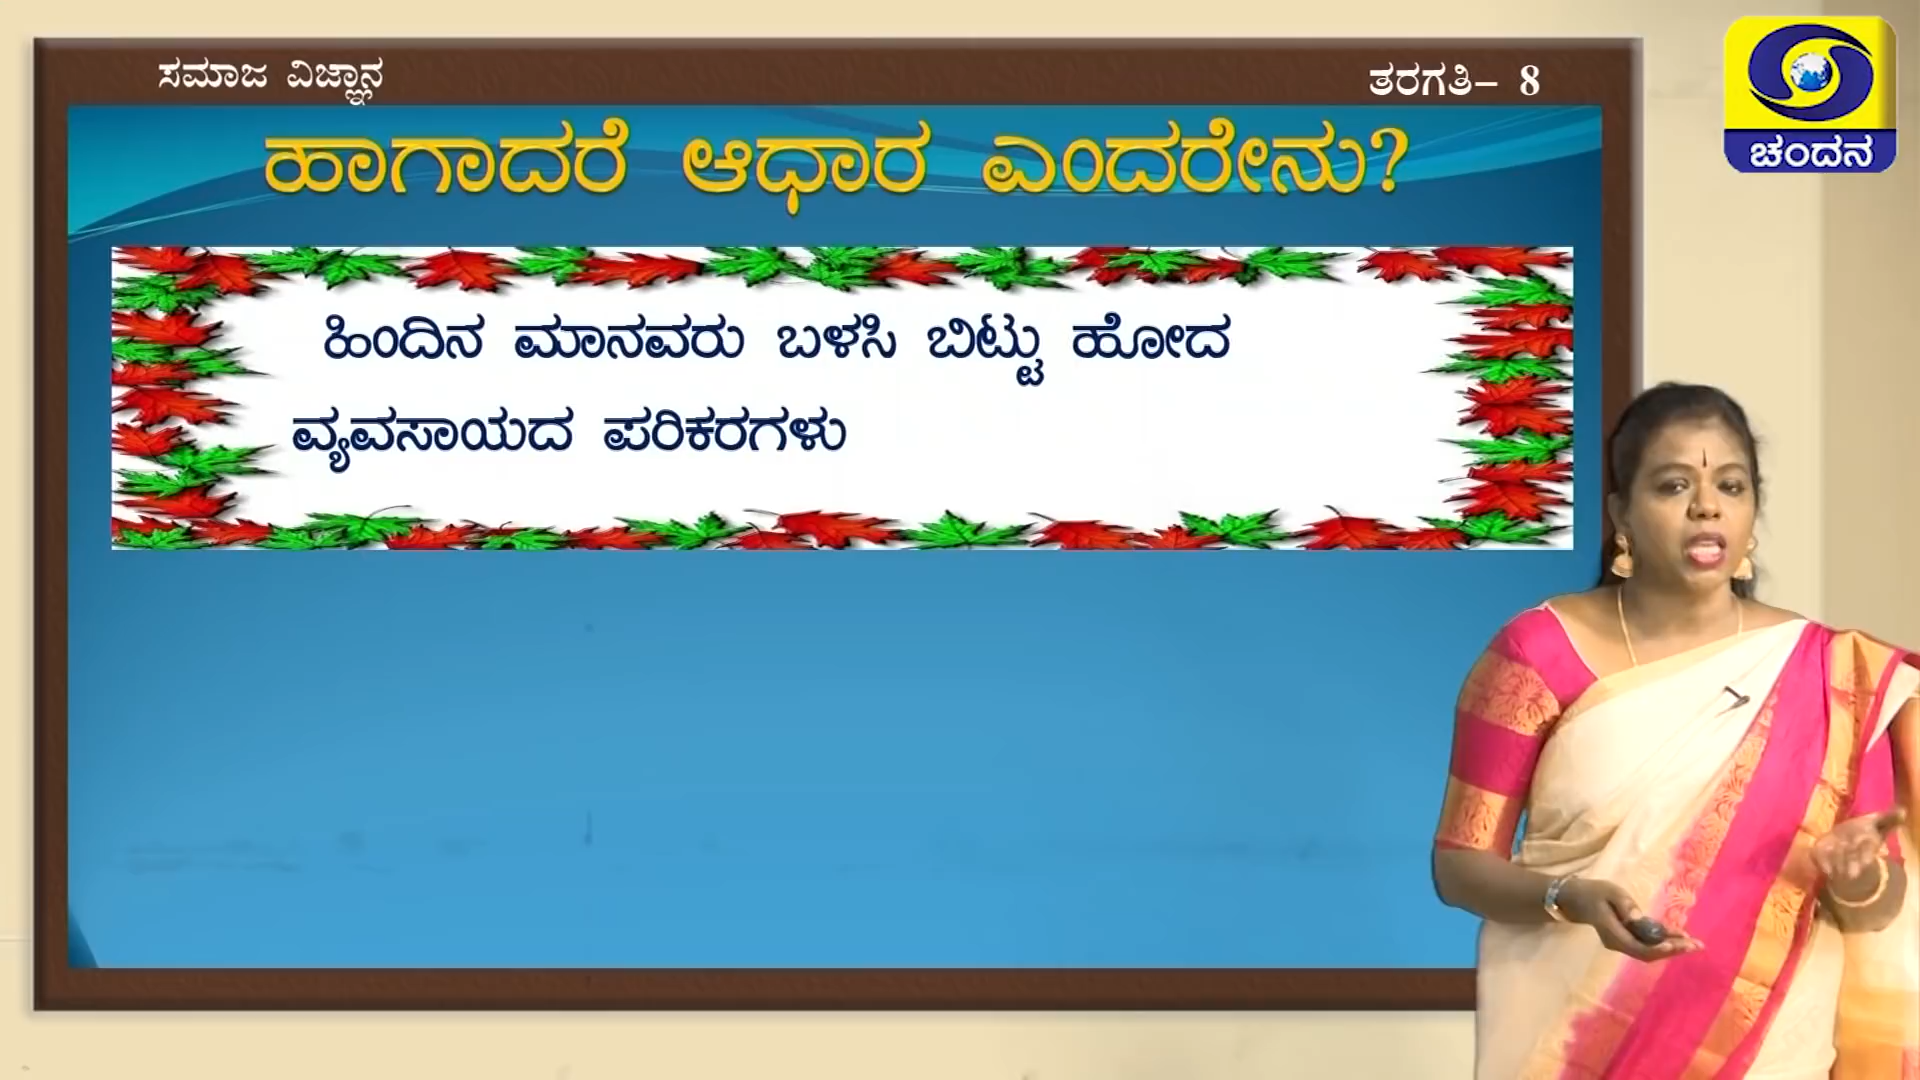 ಸಮಾಜ ವಿಜ್ಞಾನ
ತರಗತಿ– 8
ಹಾಗಾದರೆ ಆಧಾರ ಎಂದರೇನು?
ಹಿಂದಿನ ಮಾನವರು ಬಳಸಿ ಬಿಟ್ಟು ಹೋದ
ವ್ಯವಸಾಯದ ಪರಿಕರಗಳು
ಚಂದನ